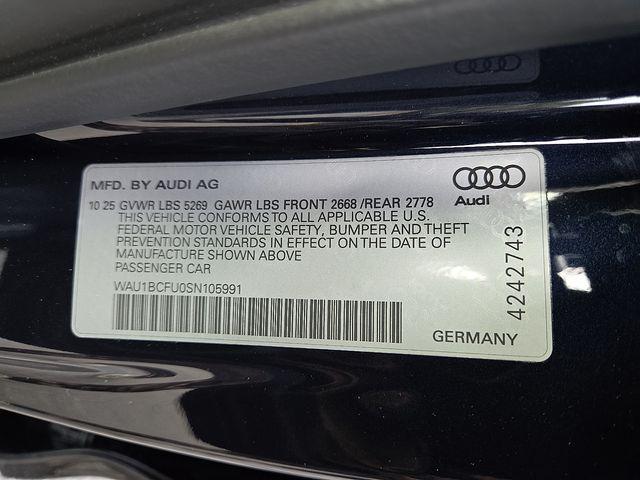 MFD. BY AUDI AG
10 25 GVWR LBS 5269 GAWR LBS FRONT 2668 /REAR 2778
THIS VEHICLE CONFORMS TO ALL APPLICABLE U.S.
FEDERAL MOTOR VEHICLE SAFETY, BUMPER AND THEFT
PREVENTION STANDARDS IN EFFECT ON THE DATE OF
MANUFACTURE SHOWN ABOVE
PASSENGER CAR
WAU1BCFU0SN105991
Audi
4242743
GERMANY